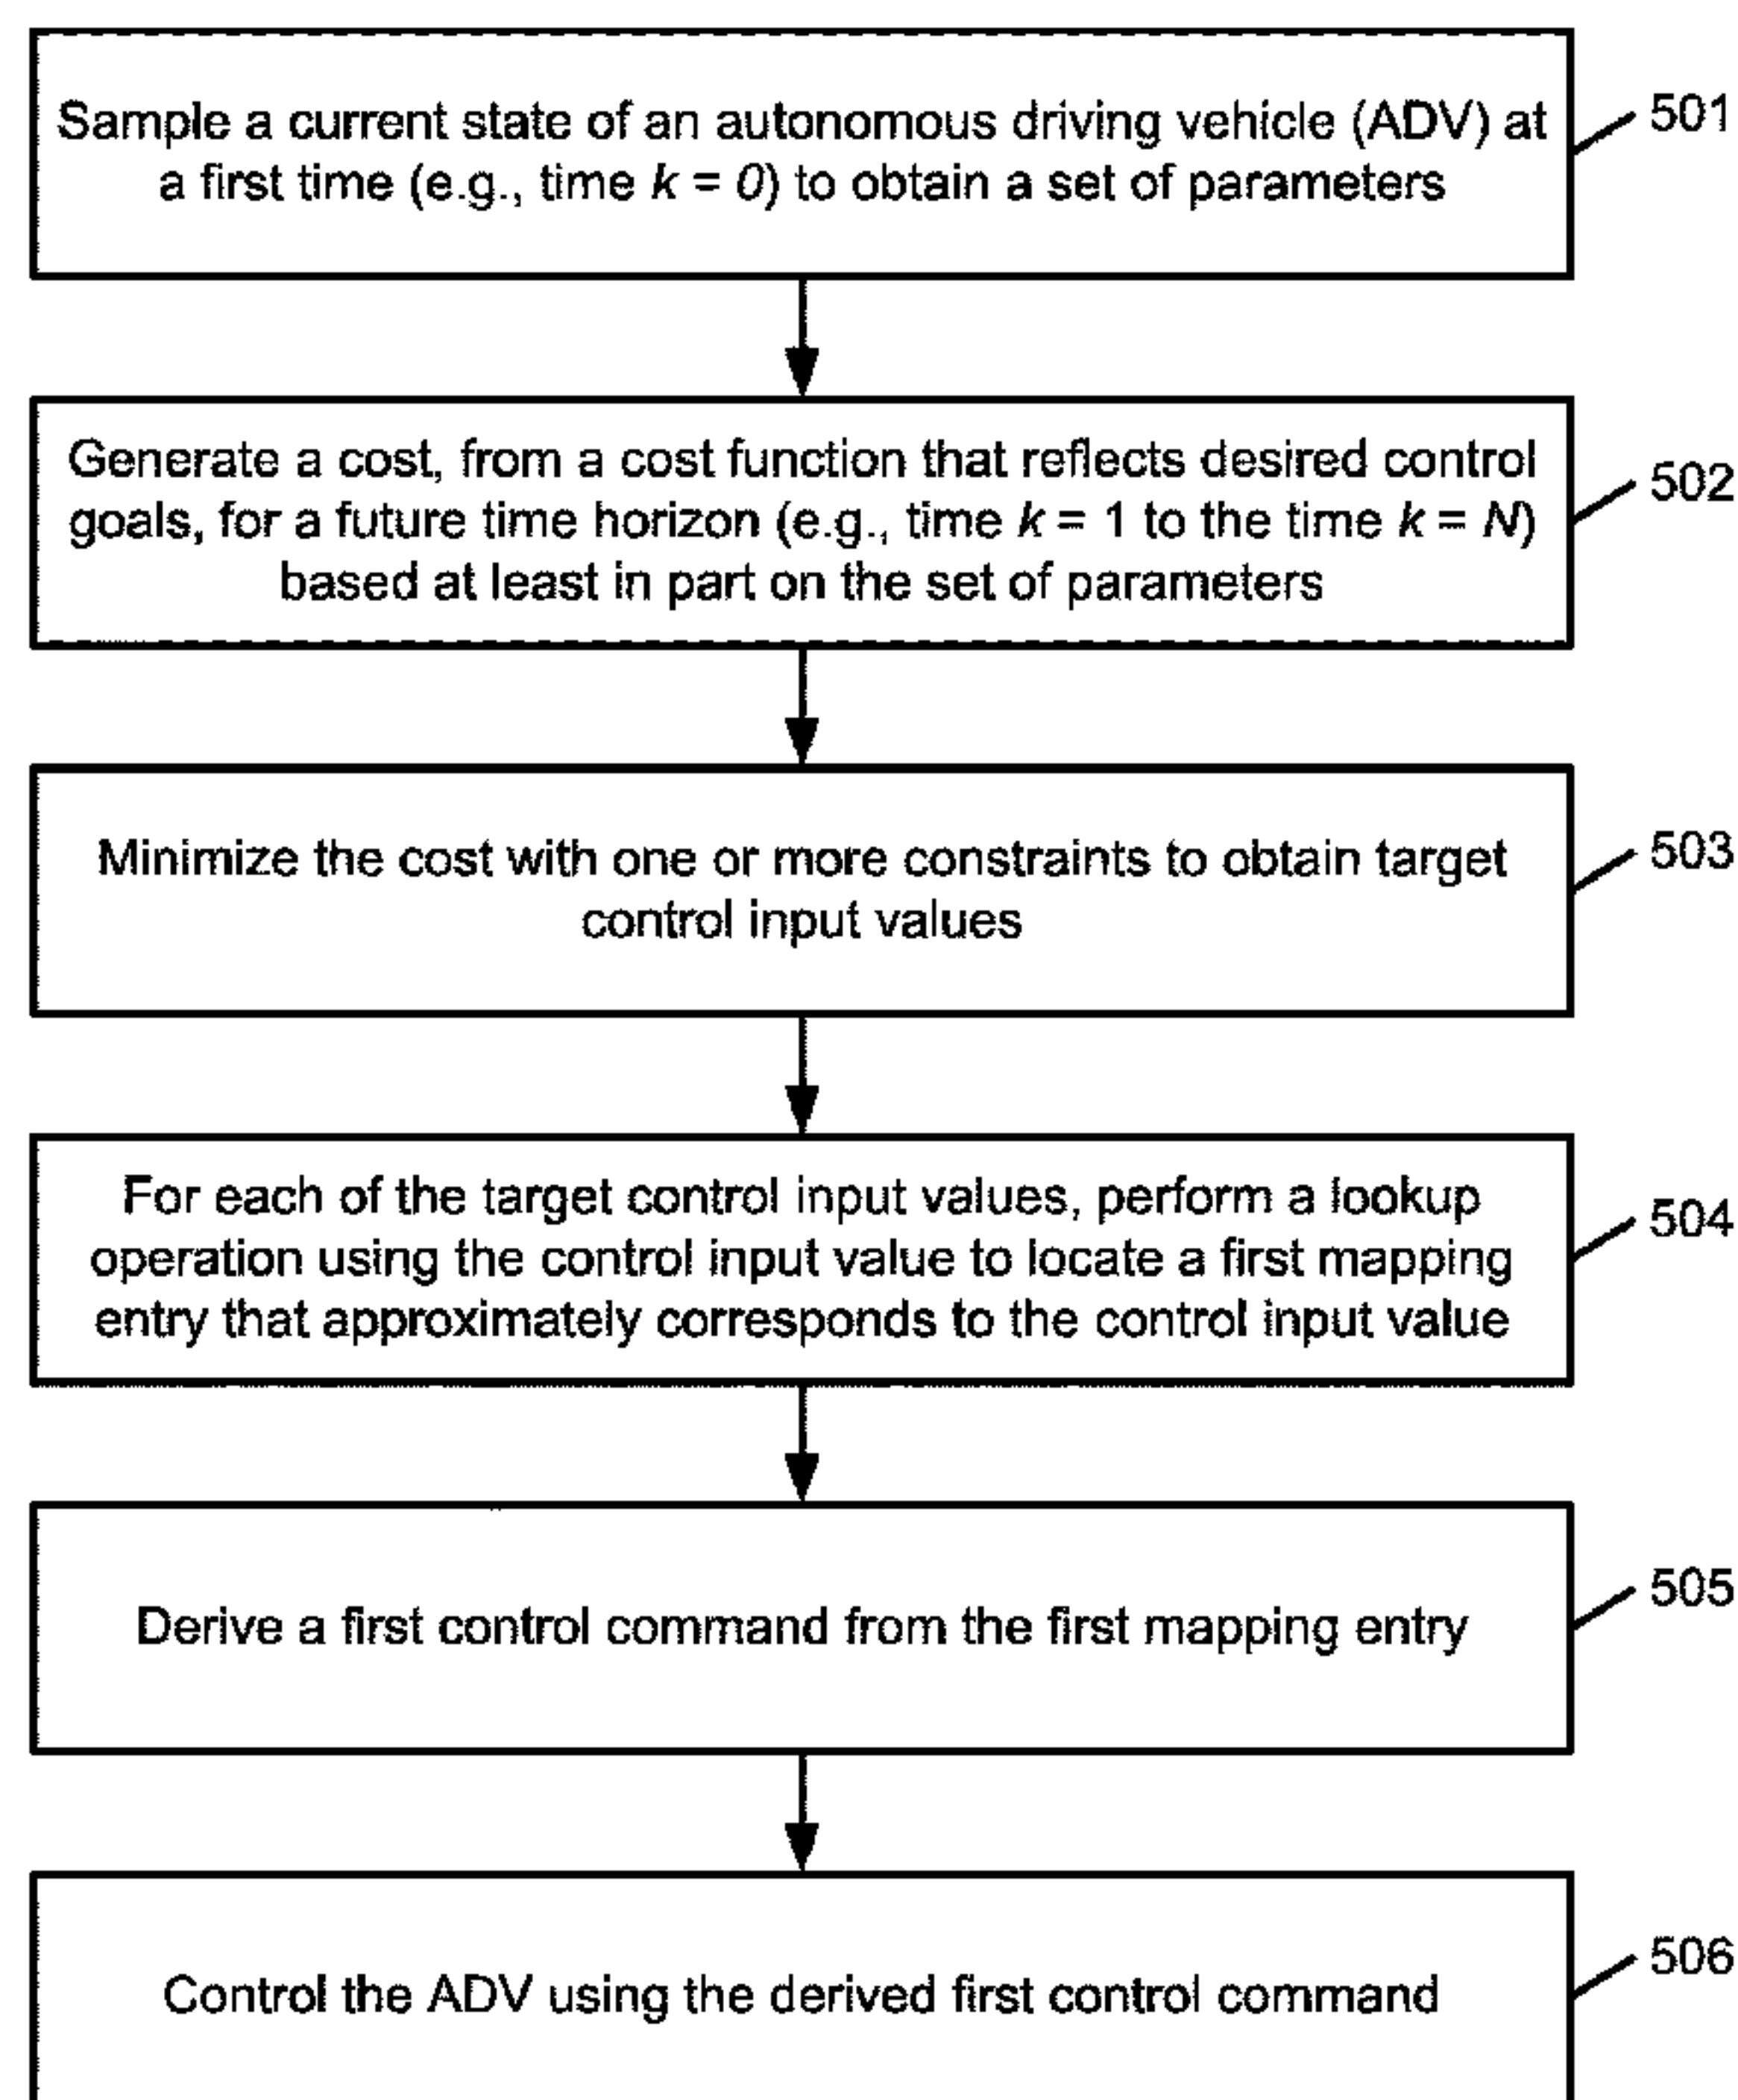 Sample a current state of an autonomous driving vehicle (ADV) at
a first time (e.g., time k = 0) to obtain a set of parameters
501
Generate a cost, from a cost function that reflects desired control
goals, for a future time horizon (e.g., time k = 1 to the time k = N)
based at least in part on the set of parameters
502
Minimize the cost with one or more constraints to obtain target
control input values
503
For each of the target control input values, perform a lookup
operation using the control input value to locate a first mapping
entry that approximately corresponds to the control input value
504
Derive a first control command from the first mapping entry
505
Control the ADV using the derived first control command
506